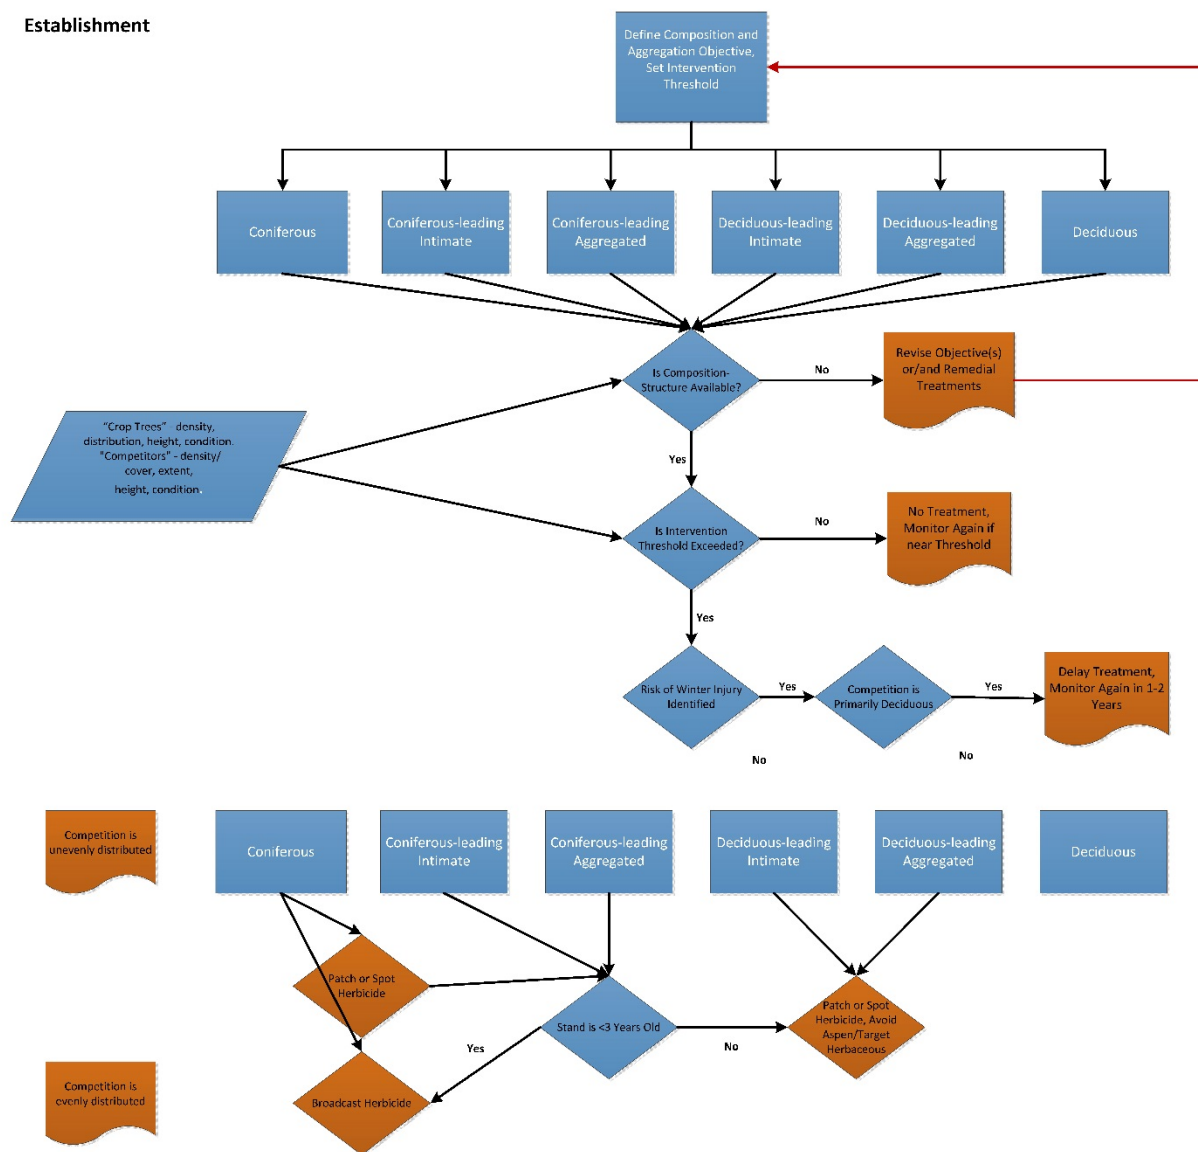 Establishment
Define Composition and
Aggregation Objective,
Set Intervention
Threshold
Coniferous
Coniferous-leading
Intimate
Coniferous-leading
Aggregated
Deciduous-leading
Intimate
Deciduous-leading
Aggregated
Deciduous
Is Composition-
Structure Available?
No
Revise Objective(s)
or/and Remedial
Treatments
"Crop Trees" - density,
distribution, height, condition.
"Competitors" - density/
cover, extent,
height, condition.
Yes
Is Intervention
Threshold Exceeded?
No
No Treatment,
Monitor Again if
near Threshold
Yes
Risk of Winter Injury
Identified
Yes
Competition is
Primarily Deciduous
Yes
Delay Treatment,
Monitor Again in 1-2
Years
No
No
Competition is
unevenly distributed
Coniferous
Coniferous-leading
Intimate
Coniferous-leading
Aggregated
Deciduous-leading
Intimate
Deciduous-leading
Aggregated
Deciduous
Patch or Spot
Herbicide
Stand is <3 Years Old
Patch or Spot
Herbicide, Avoid
Aspen/Target
Herbaceous
Yes
No
Competition is
evenly distributed
Broadcast Herbicide